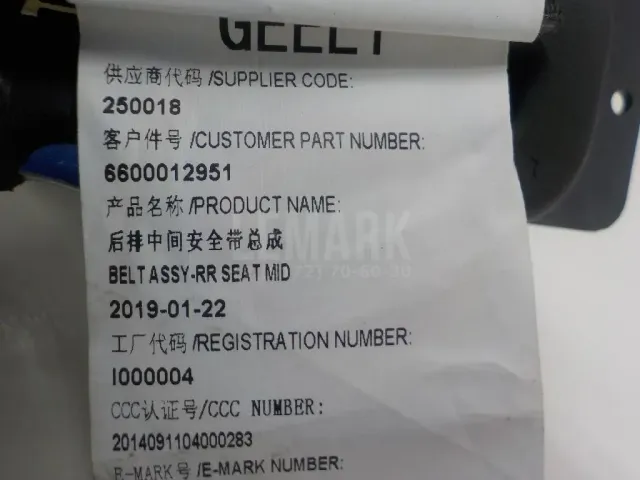 GEELY
供应商代码 /SUPPLIER CODE:
250018
客户件号 /CUSTOMER PART NUMBER:
6600012951
产品名称 /PRODUCT NAME:
LEMARK
后排中间安全带总成
BELT ASSY-RR SEAT MID
2019-01-22
工厂代码 /REGISTRATION NUMBER:
I000004
CCC认证号/CCC NUMBER:
2014091104000283
E-MARK号 /E-MARK NUMBER: